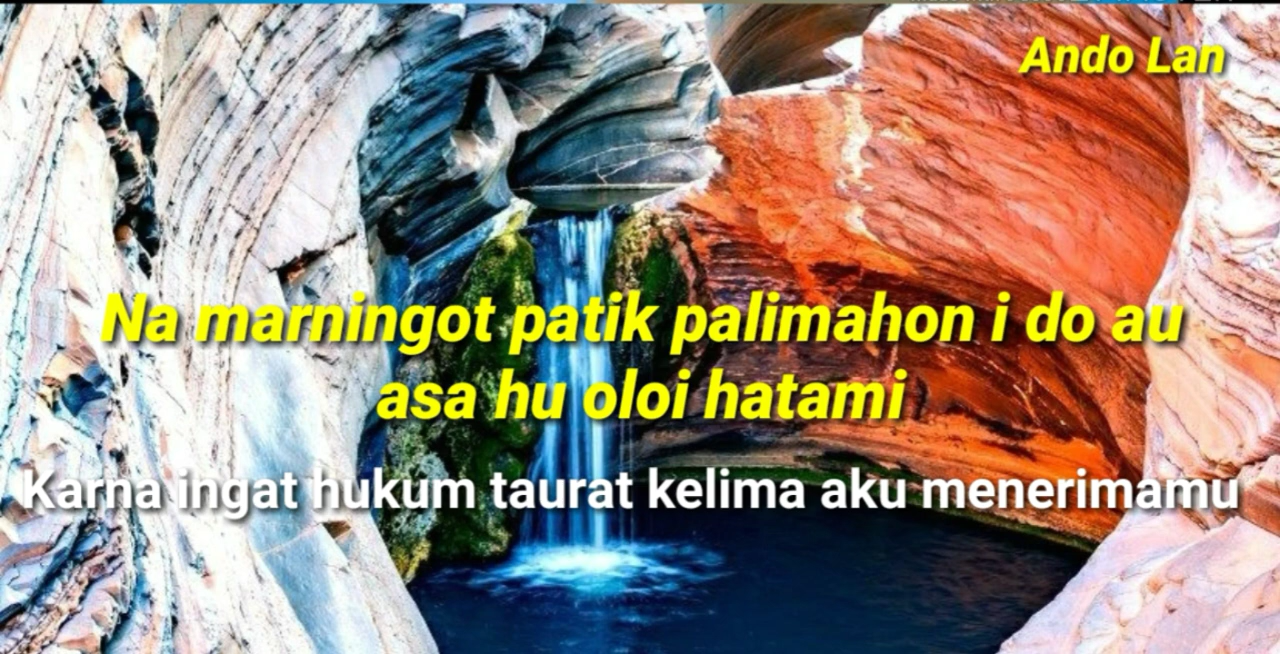 Ando Lan
Na marningot patik palimahon i do au
asa hu oloi hatami
Karna ingat hukum taurat kelima aku menerimamu